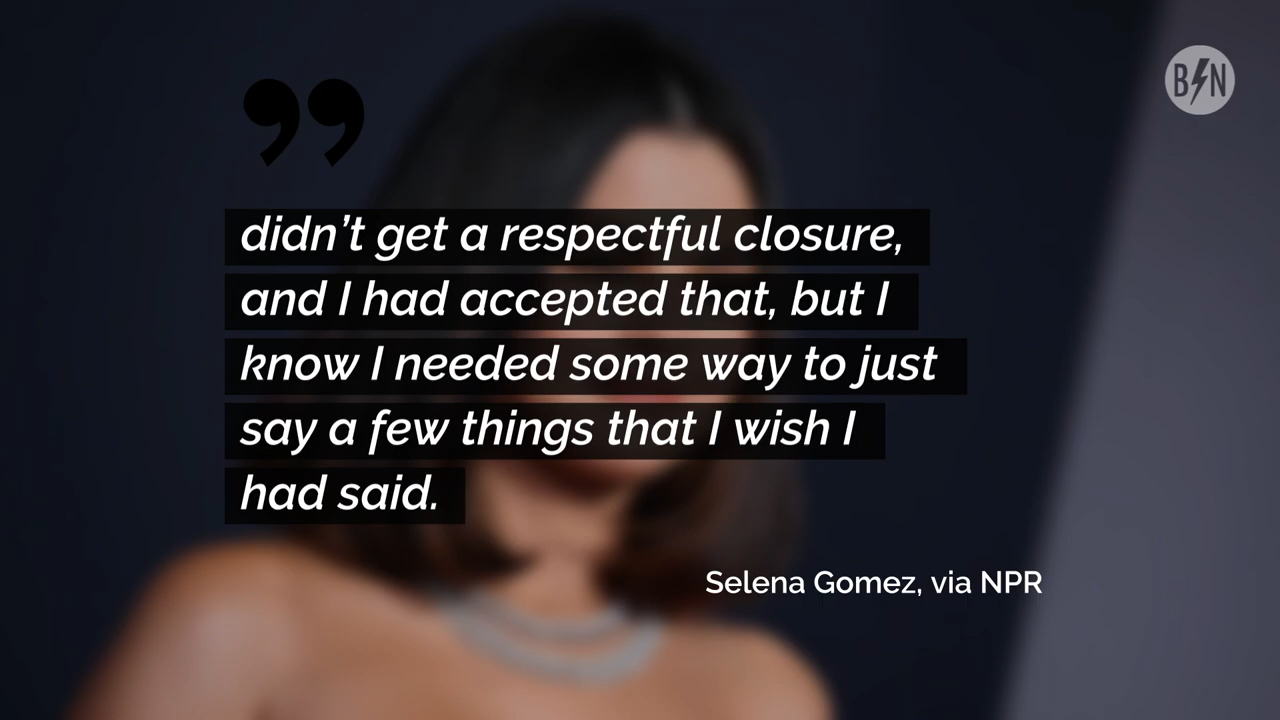 B N
”
didn’t get a respectful closure,
and I had accepted that, but I
know I needed some way to just
say a few things that I wish I
had said.
Selena Gomez, via NPR